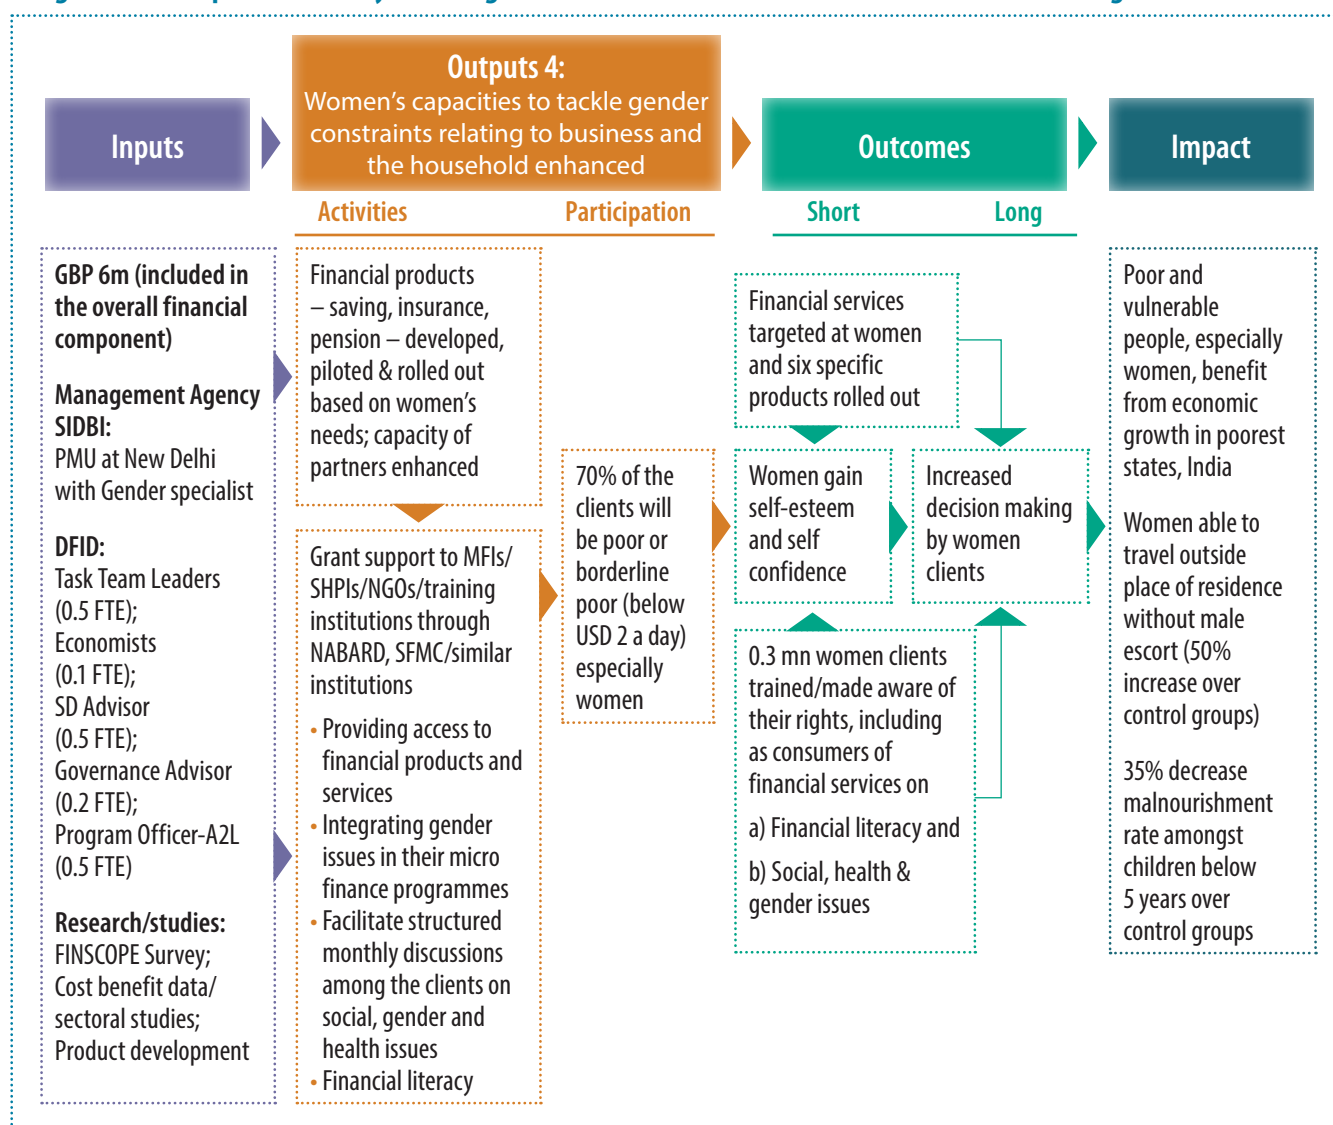 Inputs
Outputs 4:
Women’s capacities to tackle gender
constraints relating to business and
the household enhanced
Outcomes
Impact
Activities
Participation
Short
Long
GBP 6m (included in
the overall financial
component)
Management Agency
SIDBI:
PMU at New Delhi
with Gender specialist
DFID:
Task Team Leaders
(0.5 FTE);
Economists
(0.1 FTE);
SD Advisor
(0.5 FTE);
Governance Advisor
(0.2 FTE);
Program Officer-A2L
(0.5 FTE)
Research/studies:
FINSCOPE Survey;
Cost benefit data/
sectoral studies;
Product development
Financial products
– saving, insurance,
pension – developed,
piloted & rolled out
based on women’s
needs; capacity of
partners enhanced
Grant support to MFIs/
SHPIs/NGOs/training
institutions through
NABARD, SFMC/similar
institutions
• Providing access to
financial products and
services
• Integrating gender
issues in their micro
finance programmes
• Facilitate structured
monthly discussions
among the clients on
social, gender and
health issues
• Financial literacy
70% of the
clients will
be poor or
borderline
poor (below
USD 2 a day)
especially
women
Financial services
targeted at women
and six specific
products rolled out
Women gain
self-esteem
and self
confidence
0.3 mn women clients
trained/made aware of
their rights, including
as consumers of
financial services on
a) Financial literacy and
b) Social, health &
gender issues
Increased
decision making
by women
clients
Poor and
vulnerable
people, especially
women, benefit
from economic
growth in poorest
states, India
Women able to
travel outside
place of residence
without male
escort (50%
increase over
control groups)
35% decrease
malnourishment
rate amongst
children below
5 years over
control groups